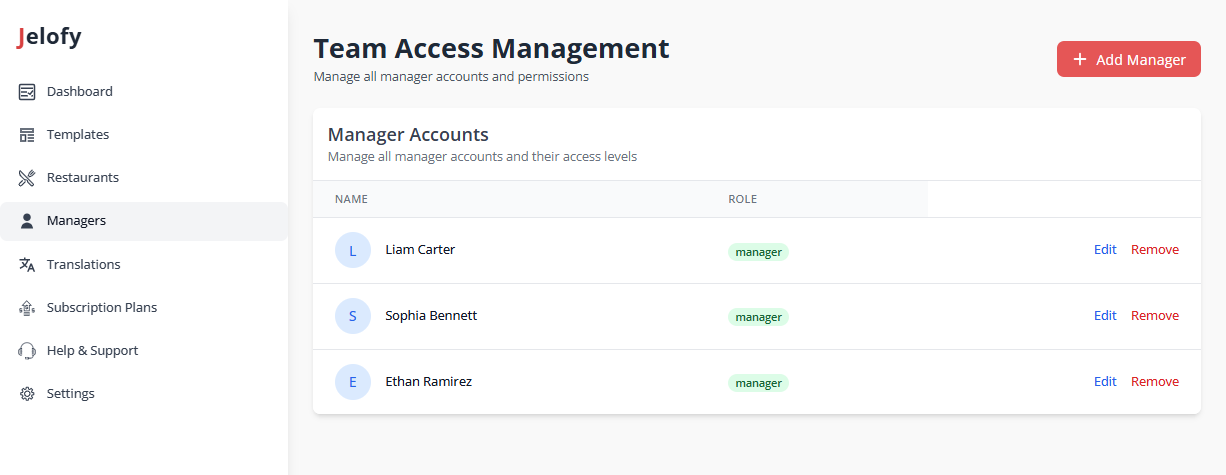 Jelofy
Dashboard
Templates
Restaurants
Managers
Translations
Subscription Plans
Help & Support
Settings
Team Access Management
Manage all manager accounts and permissions
Add Manager
Manager Accounts
Manage all manager accounts and their access levels
NAME ROLE
L Liam Carter manager Edit Remove
S Sophia Bennett manager Edit Remove
E Ethan Ramirez manager Edit Remove